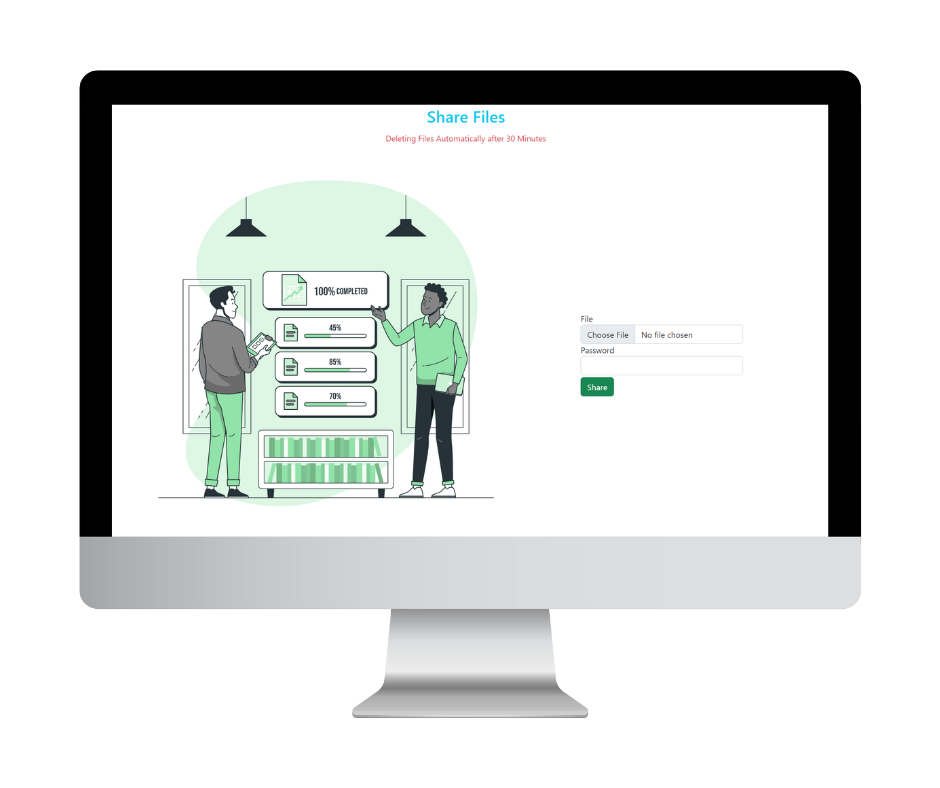 Share Files
Deleting Files Automatically after 30 Minutes
100% COMPLETED
45%
85%
70%
File
Choose File No file chosen
Password
Share